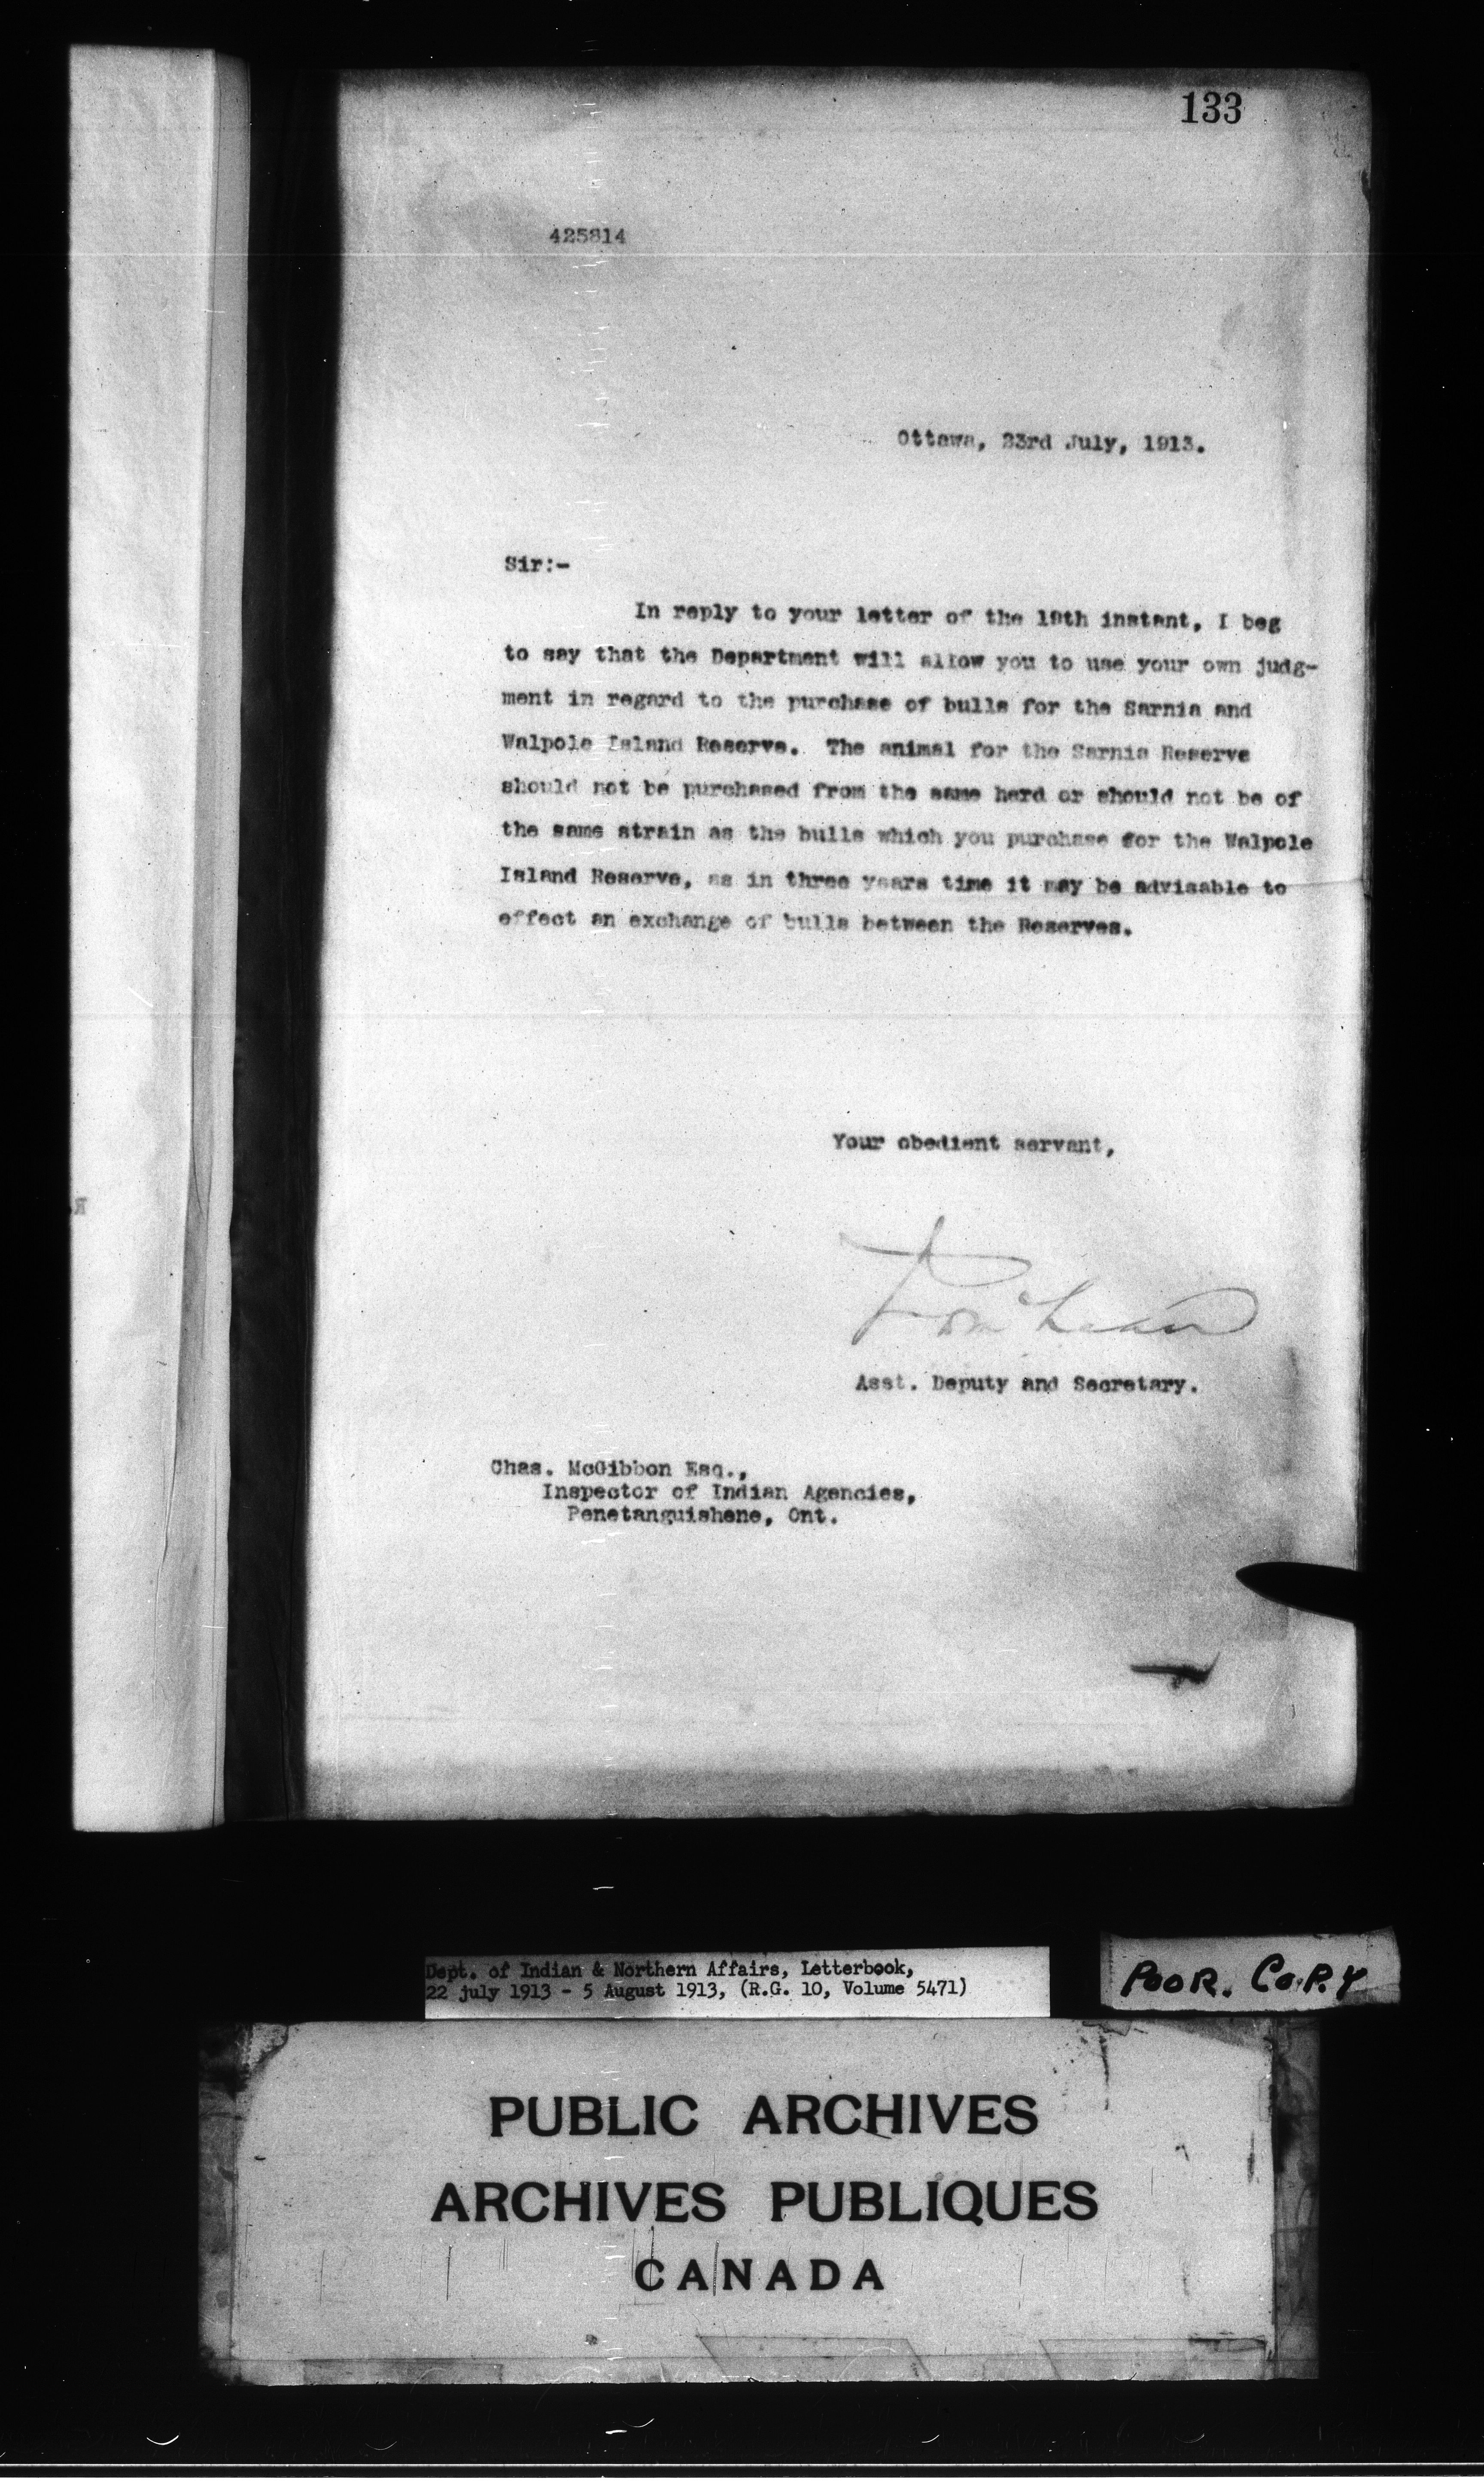 133
425814
Ottawa, 23rd July, 1913.
Sir:-
In reply to your letter of the 19th instant, I beg
to say that the Department will allow you to use your own judg-
ment in regard to the purchase of bulls for the Sarnia and
Walpole Island Reserve. The animal for the Sarnia Reserve
should not be purchased from the same herd or should not be of
the same strain as the bulls which you purchase for the Walpole
Island Reserve, as in three years time it may be advisable to
effect an exchange of bulls between the Reserves.
Your obedient servant,
Asst. Deputy and Secretary.
Chas. McGibbon Esq.,
Inspector of Indian Agencies,
Penetanguishene, Ont.
Dept. of Indian & Northern Affairs, Letterbook,
22 july 1913 - 5 August 1913, (R.G. 10, Volume 5471)
POOR. COPY
PUBLIC ARCHIVES
ARCHIVES PUBLIQUES
CANADA